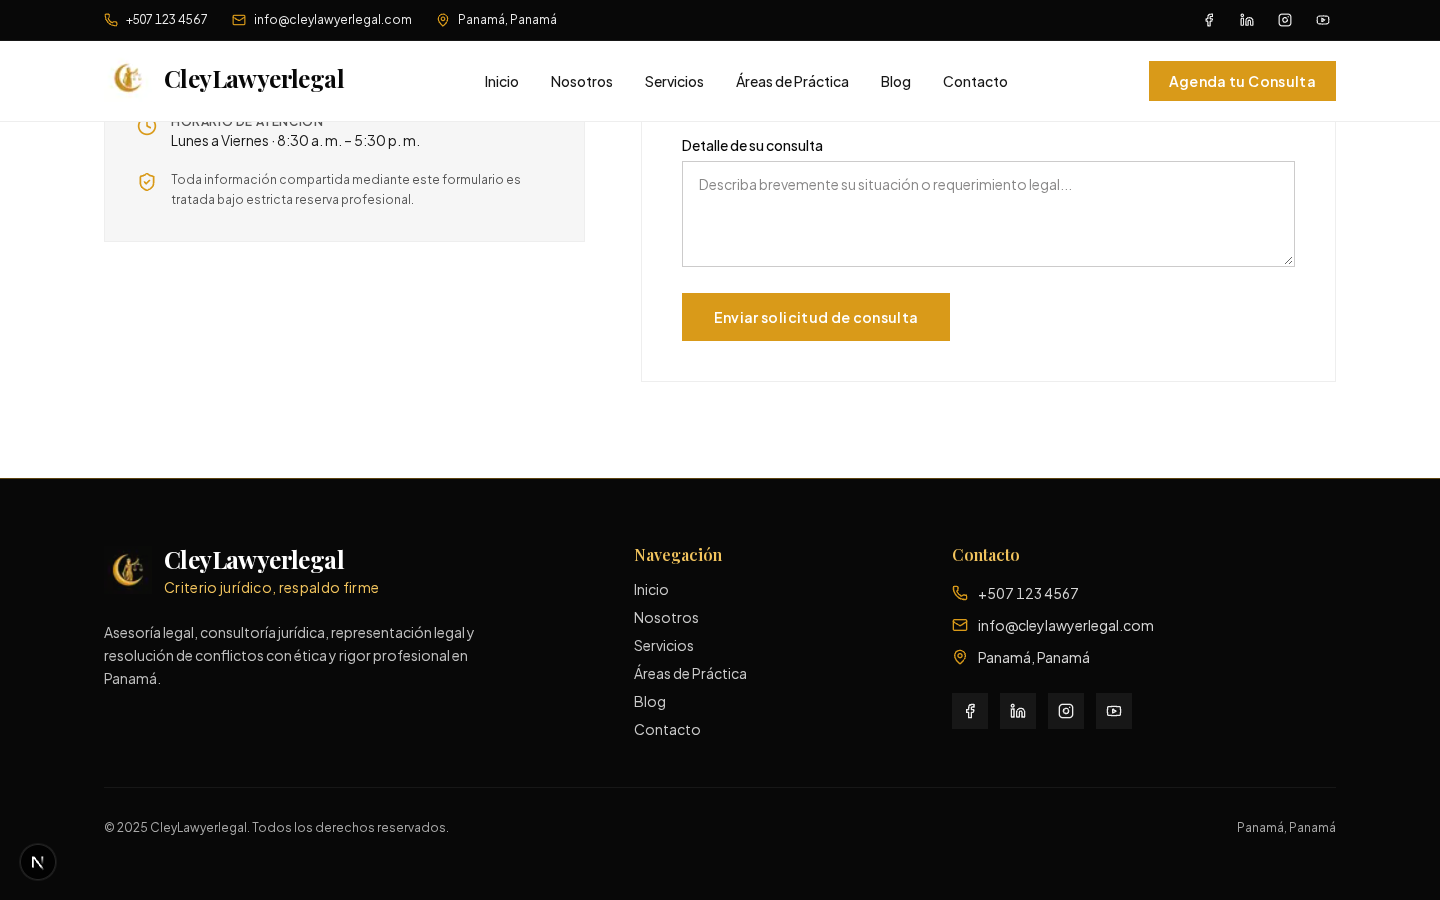 +507 123 4567
info@cleylawyerlegal.com
Panamá, Panamá
CleyLawyerlegal
Inicio
Nosotros
Servicios
Áreas de Práctica
Blog
Contacto
Agenda tu Consulta
HORARIO DE ATENCIÓN
Lunes a Viernes · 8:30 a. m. – 5:30 p. m.
Toda información compartida mediante este formulario es
tratada bajo estricta reserva profesional.
Detalle de su consulta
Describa brevemente su situación o requerimiento legal...
Enviar solicitud de consulta
CleyLawyerlegal
Criterio jurídico, respaldo firme
Asesoría legal, consultoría jurídica, representación legal y
resolución de conflictos con ética y rigor profesional en
Panamá.
Navegación
Inicio
Nosotros
Servicios
Áreas de Práctica
Blog
Contacto
Contacto
+507 123 4567
info@cleylawyerlegal.com
Panamá, Panamá
© 2025 CleyLawyerlegal. Todos los derechos reservados.
Panamá, Panamá